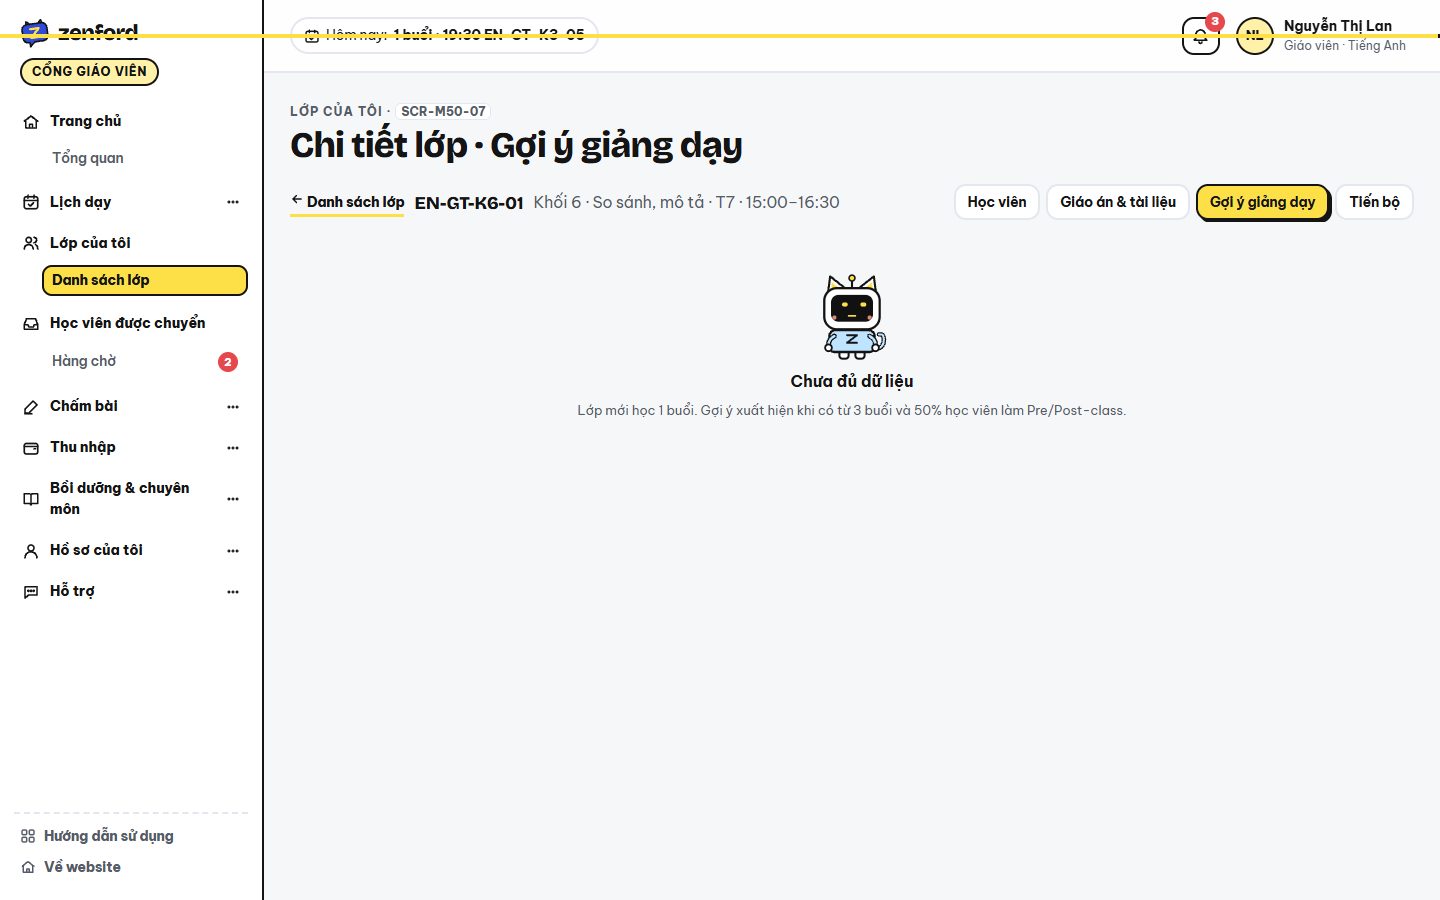 zenford
CỔNG GIÁO VIÊN
Trang chủ
Tổng quan
Lịch dạy
Lớp của tôi
Danh sách lớp
Học viên được chuyển
Hàng chờ
2
Chấm bài
Thu nhập
Bồi dưỡng & chuyên
môn
Hồ sơ của tôi
Hỗ trợ
Hướng dẫn sử dụng
Về website
Hôm nay: 1 buổi · 19:30 EN-GT-K3-05
3
NL
Nguyễn Thị Lan
Giáo viên · Tiếng Anh
LỚP CỦA TÔI · SCR-M50-07
Chi tiết lớp · Gợi ý giảng dạy
← Danh sách lớp EN-GT-K6-01 Khối 6 · So sánh, mô tả · T7 · 15:00–16:30
Học viên
Giáo án & tài liệu
Gợi ý giảng dạy
Tiến bộ
Z
Chưa đủ dữ liệu
Lớp mới học 1 buổi. Gợi ý xuất hiện khi có từ 3 buổi và 50% học viên làm Pre/Post-class.